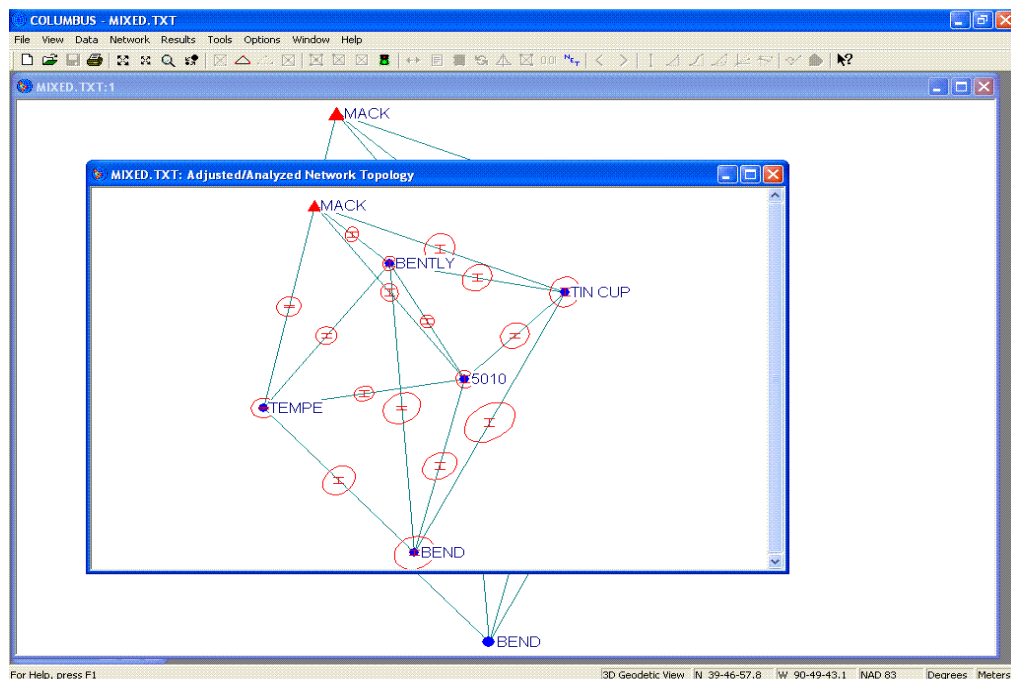 COLUMBUS - MIXED.TXT
File View Data Network Results Tools Options Window Help
MIXED.TXT:1
MACK
MIXED.TXT: Adjusted/Analyzed Network Topology
MACK
BENTLY
TIN CUP
5010
TEMPE
BEND
BEND
For Help, press F1
3D Geodetic View N 39-46-57.8 W 90-49-43.1 NAD 83 Degrees Meters